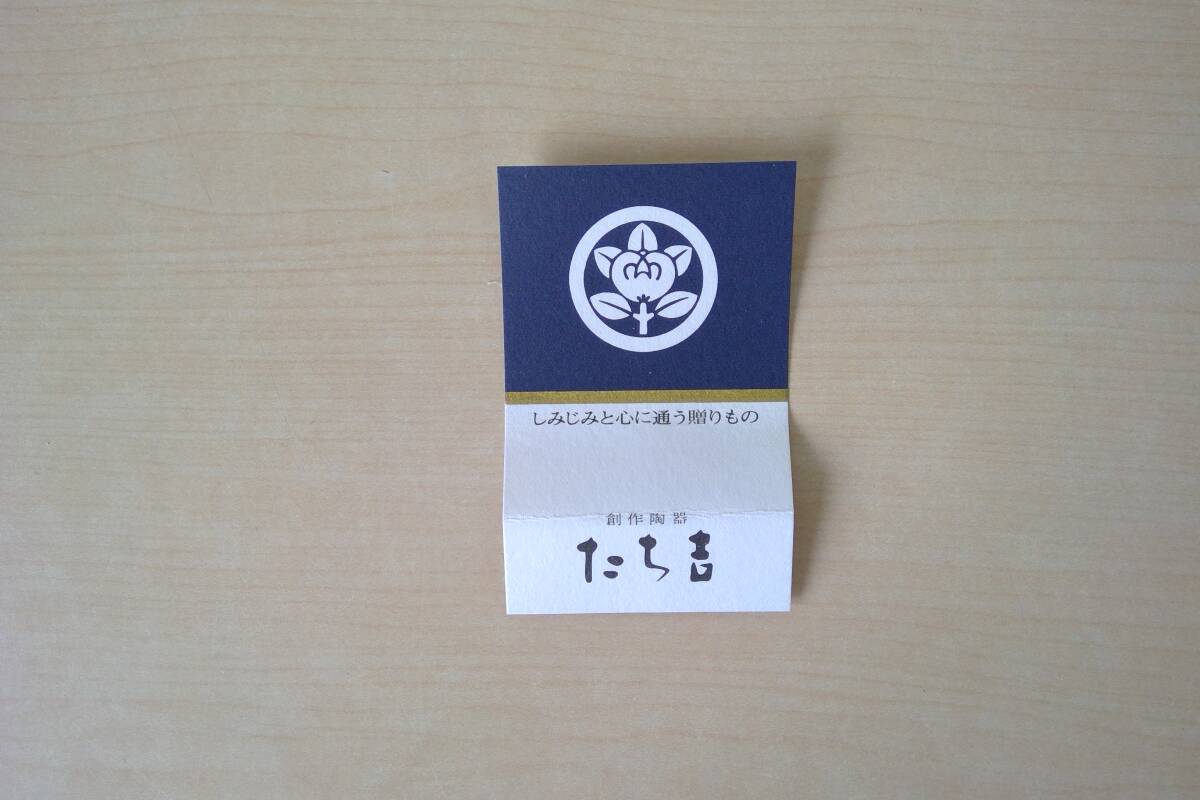 しみじみと心に通う贈りもの
創作陶器
たち吉